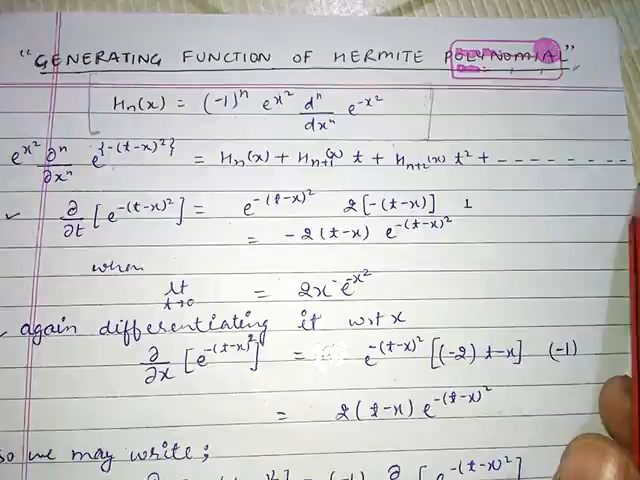 "GENERATING FUNCTION OF HERMITE POLYNOMIAL"
Hn(x) = (-1)^n e^x² d^n/dx^n e^-x²
e^x² ∂^n/∂x^n e^{-(t-x)²} = Hn(x) + Hn+1(x) t + Hn+2(x) t² + - - - - - - -
✓ ∂/∂t [e^-(t-x)²] = e^-(t-x)² 2[-(t-x)] 1
= -2(t-x) e^-(t-x)²
when
lt t→0 = 2x e^-x²
✓ again differentiating it wrt x
∂/∂x [e^-(t-x)²] = e^-(t-x)² [(-2) t-x] (-1)
= 2(t-x) e^-(t-x)²
so we may write;
= (-1) ∂ [e^-(t-x)²]